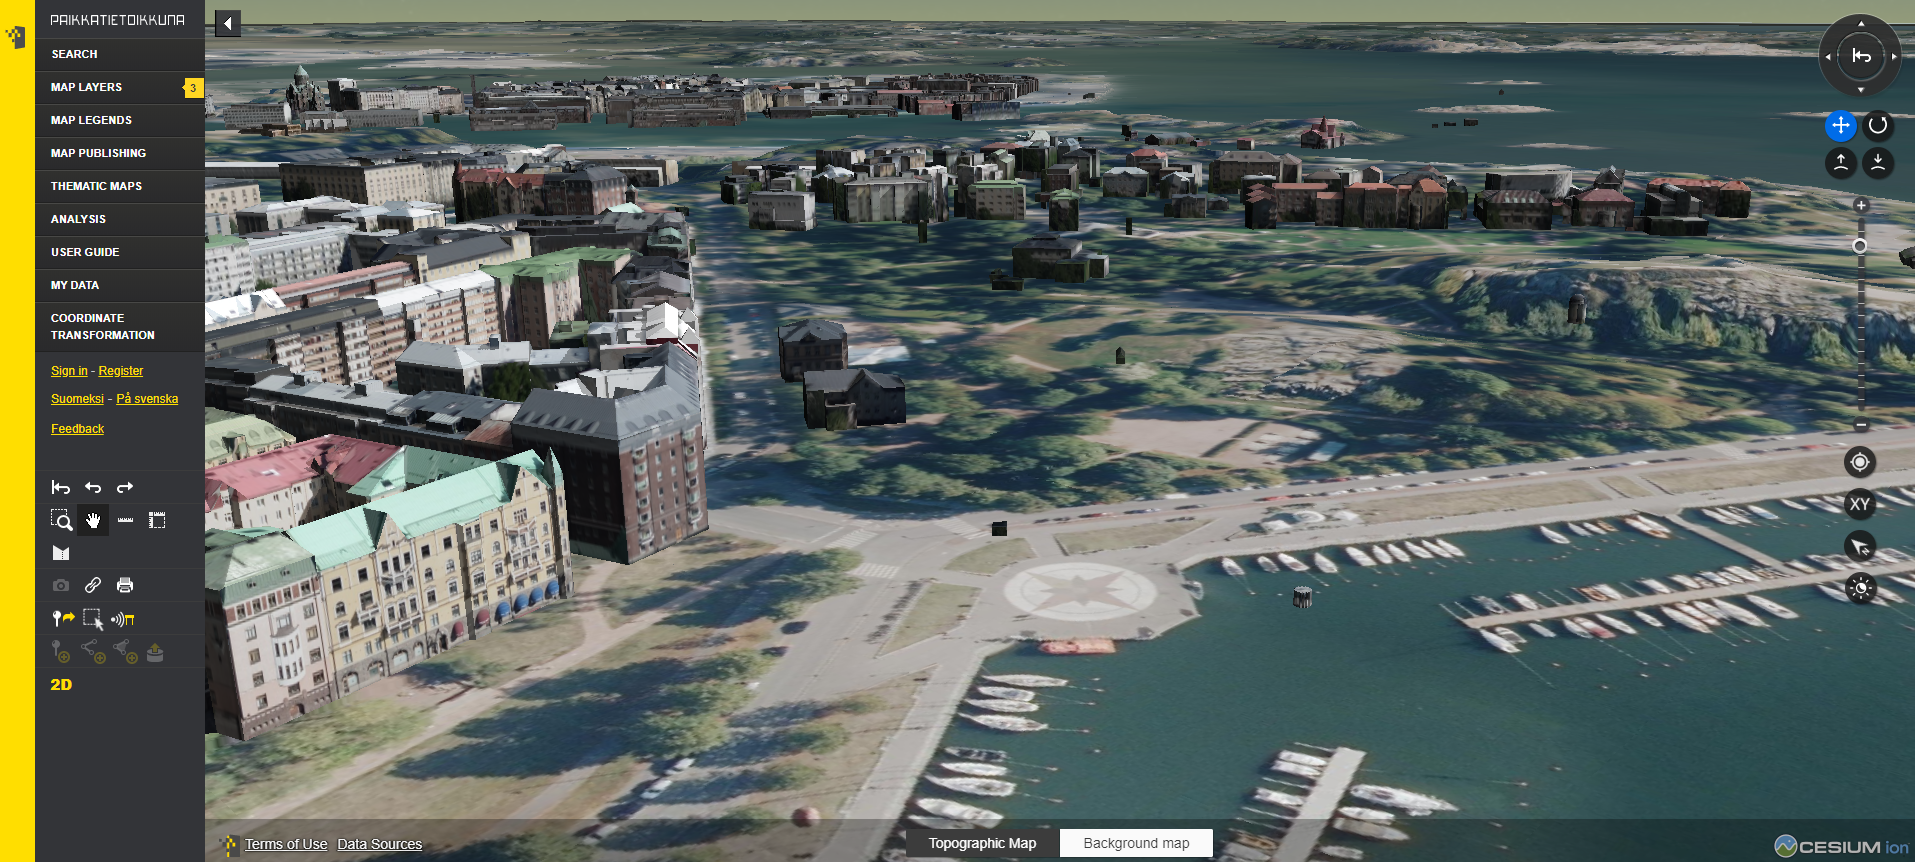 PAIKKATIETOIKKUNA
SEARCH
MAP LAYERS 3
MAP LEGENDS
MAP PUBLISHING
THEMATIC MAPS
ANALYSIS
USER GUIDE
MY DATA
COORDINATE
TRANSFORMATION
Sign in - Register
Suomeksi - På svenska
Feedback
2D
+
−
XY
Terms of Use Data Sources
Topographic Map Background map
CESIUM ion